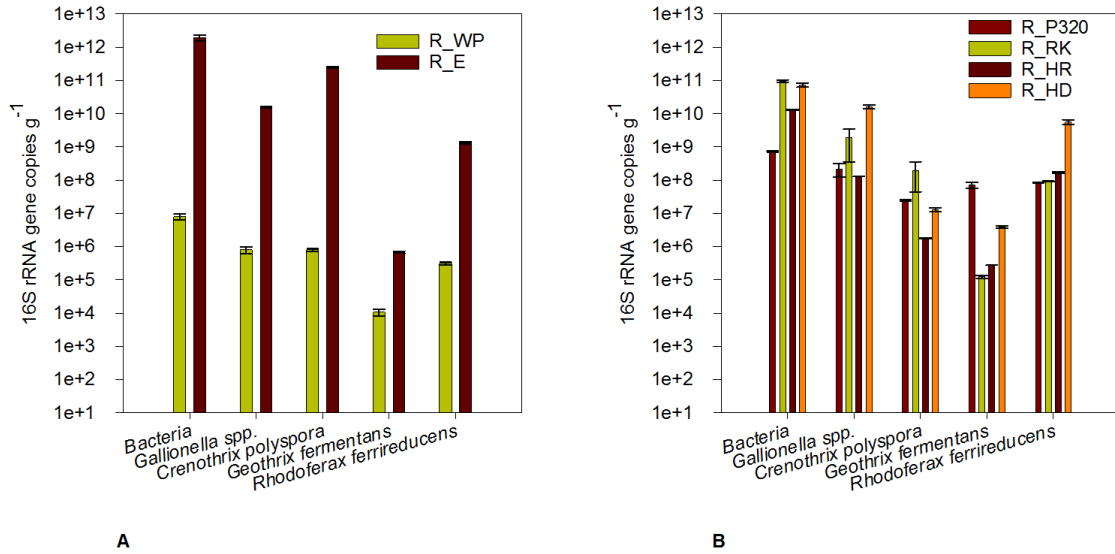 16S rRNA gene copies g-1
1e+13
1e+12
1e+11
1e+10
1e+9
1e+8
1e+7
1e+6
1e+5
1e+4
1e+3
1e+2
1e+1
R_WP
R_E
Bacteria
Gallionella spp.
Crenothrix polyspora
Geothrix fermentans
Rhodoferax ferrireducens
A
16S rRNA gene copies g-1
1e+13
1e+12
1e+11
1e+10
1e+9
1e+8
1e+7
1e+6
1e+5
1e+4
1e+3
1e+2
1e+1
R_P320
R_RK
R_HR
R_HD
Bacteria
Gallionella spp.
Crenothrix polyspora
Geothrix fermentans
Rhodoferax ferrireducens
B